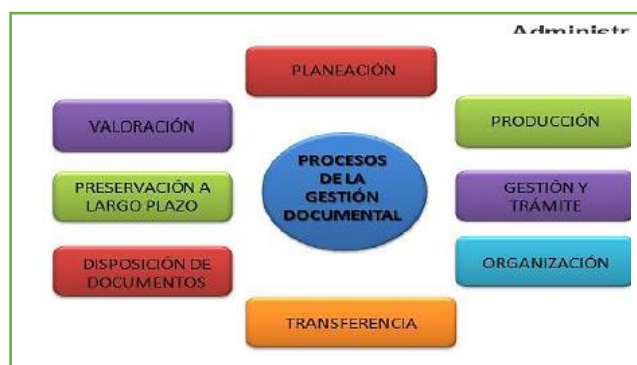 Administr
PLANEACIÓN
PRODUCCIÓN
GESTIÓN Y
TRÁMITE
ORGANIZACIÓN
TRANSFERENCIA
DISPOSICIÓN DE
DOCUMENTOS
PRESERVACIÓN A
LARGO PLAZO
VALORACIÓN
PROCESOS
DE LA
GESTIÓN
DOCUMENTAL